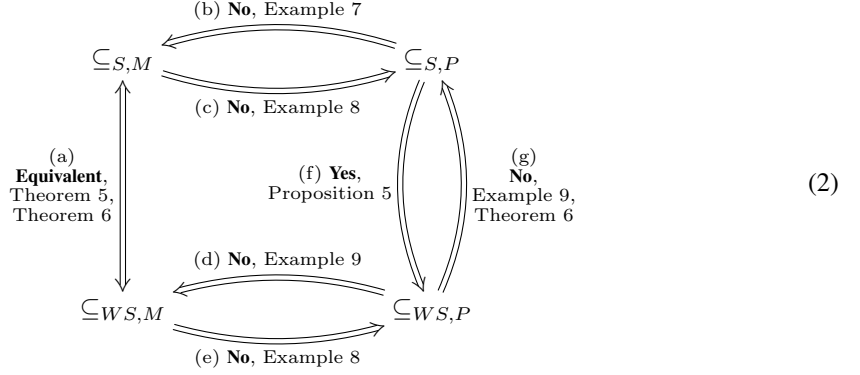 (b) No, Example 7
⊆S,M
⊆S,P
(c) No, Example 8
(a)
Equivalent,
Theorem 5,
Theorem 6
(f) Yes,
Proposition 5
(g)
No,
Example 9,
Theorem 6
(2)
(d) No, Example 9
⊆WS,M
⊆WS,P
(e) No, Example 8